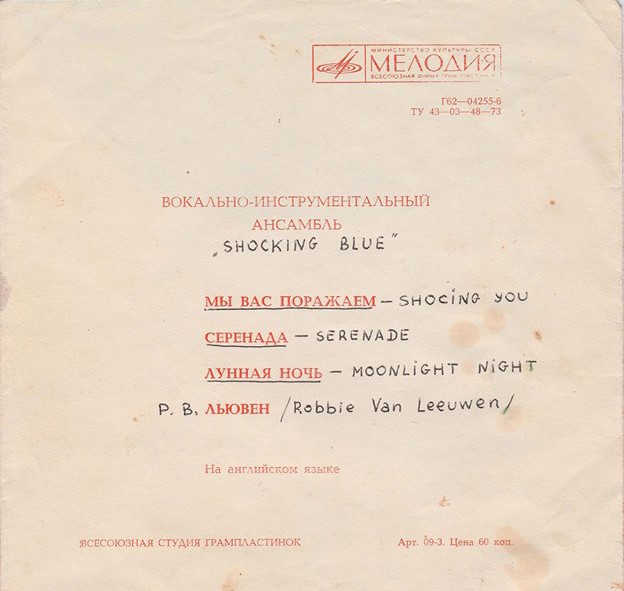 МИНИСТЕРСТВО КУЛЬТУРЫ СССР
МЕЛОДИЯ
ВСЕСОЮЗНАЯ ФИРМА ГРАМПЛАСТИНОК
Г62—04255-6
ТУ 43—03—48—73
ВОКАЛЬНО-ИНСТРУМЕНТАЛЬНЫЙ
АНСАМБЛЬ
„SHOCKING BLUE"
МЫ ВАС ПОРАЖАЕМ — SHOCING YOU
СЕРЕНАДА — SERENADE
ЛУННАЯ НОЧЬ — MOONLIGHT NIGHT
Р. В. ЛЬЮВЕН /Robbie Van Leeuwen/
На английском языке
ВСЕСОЮЗНАЯ СТУДИЯ ГРАМПЛАСТИНОК Арт. 09-3. Цена 60 коп.